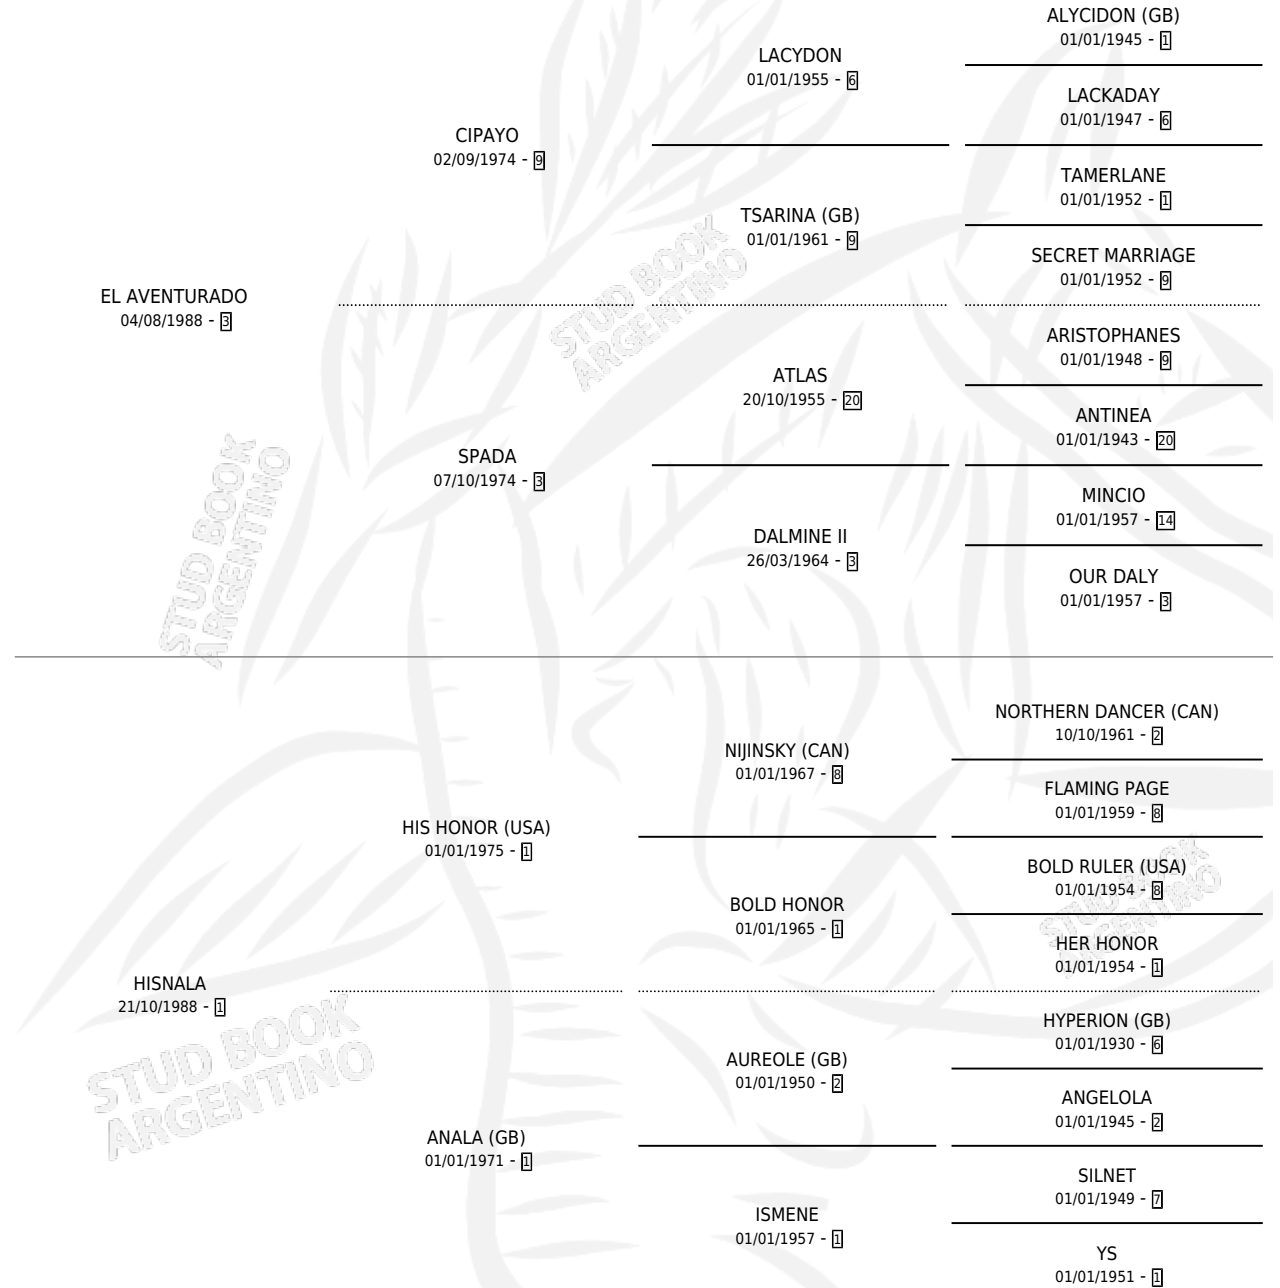 ALYCIDON (GB)
01/01/1945 - 1
LACYDON
01/01/1955 - 6
LACKADAY
01/01/1947 - 6
CIPAYO
02/09/1974 - 9
TAMERLANE
01/01/1952 - 1
TSARINA (GB)
01/01/1961 - 9
SECRET MARRIAGE
01/01/1952 - 9
EL AVENTURADO
04/08/1988 - 3
STUD BOOK
ARGENTINO
ARISTOPHANES
01/01/1948 - 9
ATLAS
20/10/1955 - 20
ANTINEA
01/01/1943 - 20
SPADA
07/10/1974 - 3
MINCIO
01/01/1957 - 14
DALMINE II
26/03/1964 - 3
OUR DALY
01/01/1957 - 3
STUD BOOK
ARGENTINO
NORTHERN DANCER (CAN)
10/10/1961 - 2
NIJINSKY (CAN)
01/01/1967 - 8
FLAMING PAGE
01/01/1959 - 8
HIS HONOR (USA)
01/01/1975 - 1
BOLD RULER (USA)
01/01/1954 - 8
STUD BOOK
ARGENTINO
BOLD HONOR
01/01/1965 - 1
HER HONOR
01/01/1954 - 1
HISNALA
21/10/1988 - 1
STUD BOOK
ARGENTINO
HYPERION (GB)
01/01/1930 - 6
AUREOLE (GB)
01/01/1950 - 2
ANGELOLA
01/01/1945 - 2
ANALA (GB)
01/01/1971 - 1
SILNET
01/01/1949 - 7
ISMENE
01/01/1957 - 1
YS
01/01/1951 - 1